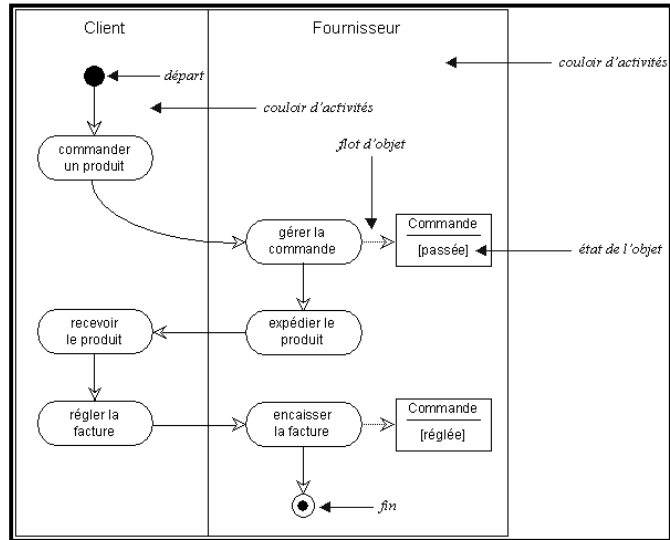 Client
Fournisseur
départ
couloir d'activités
couloir d'activités
commander
un produit
flot d'objet
gérer la
commande
Commande
[passée]
état de l'objet
recevoir
le produit
expédier le
produit
régler la
facture
encaisser
la facture
Commande
[réglée]
fin